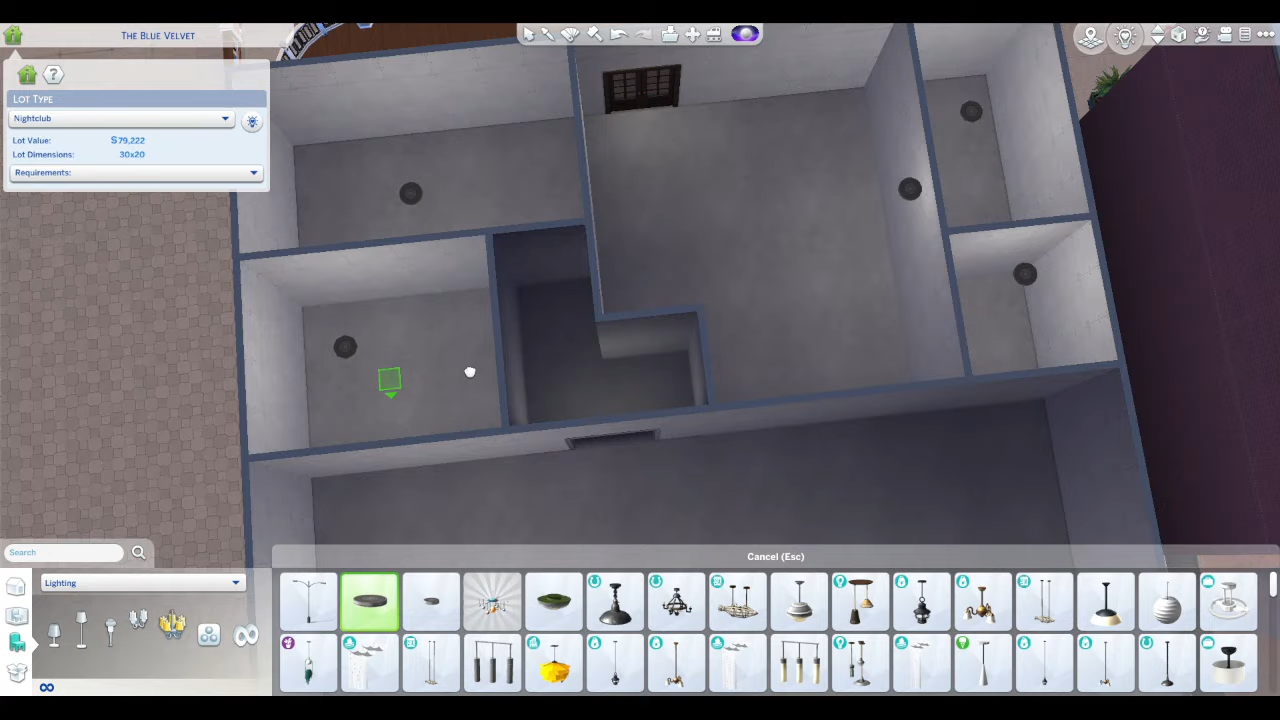 THE BLUE VELVET
LOT TYPE
Nightclub
Lot Value: §79,222
Lot Dimensions: 30x20
Requirements:
Cancel (Esc)
Search
Lighting